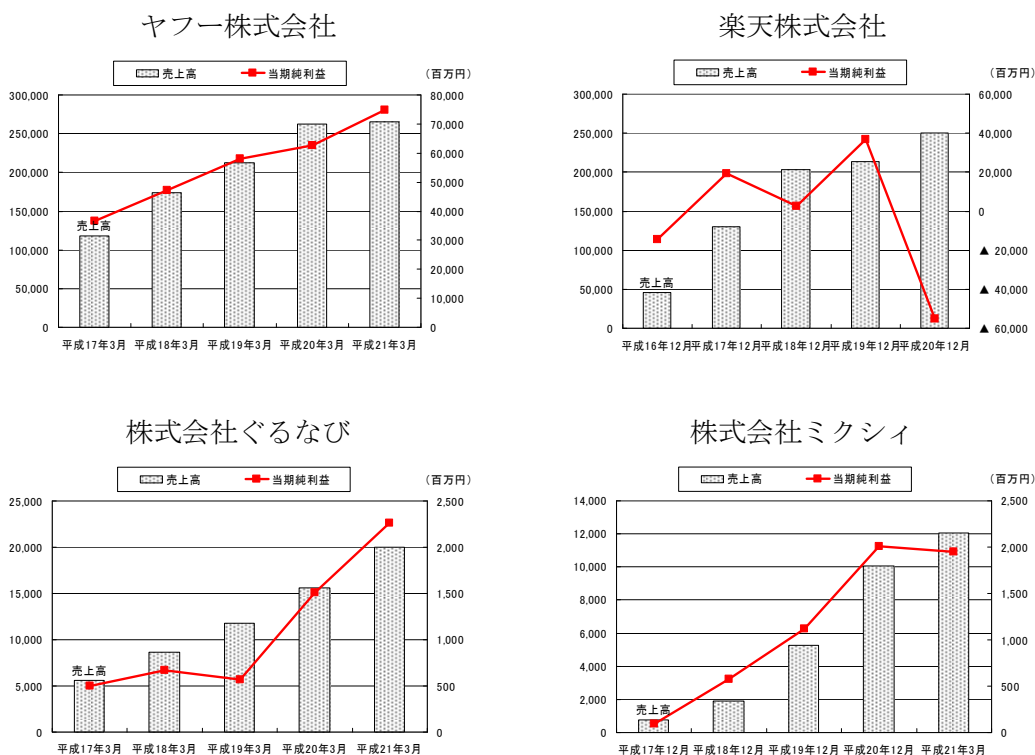 ヤフー株式会社
売上高 当期純利益
(百万円)
300,000
250,000
200,000
150,000
100,000
50,000
0
80,000
70,000
60,000
50,000
40,000
30,000
20,000
10,000
0
売上高
平成17年3月 平成18年3月 平成19年3月 平成20年3月 平成21年3月
楽天株式会社
売上高 当期純利益
(百万円)
300,000
250,000
200,000
150,000
100,000
50,000
0
60,000
40,000
20,000
0
▲ 20,000
▲ 40,000
▲ 60,000
売上高
平成16年12月 平成17年12月 平成18年12月 平成19年12月 平成20年12月
株式会社ぐるなび
売上高 当期純利益
(百万円)
25,000
20,000
15,000
10,000
5,000
0
2,500
2,000
1,500
1,000
500
0
売上高
平成17年3月 平成18年3月 平成19年3月 平成20年3月 平成21年3月
株式会社ミクシィ
売上高 当期純利益
(百万円)
14,000
12,000
10,000
8,000
6,000
4,000
2,000
0
2,500
2,000
1,500
1,000
500
0
売上高
平成17年12月 平成18年12月 平成19年12月 平成20年12月 平成21年3月